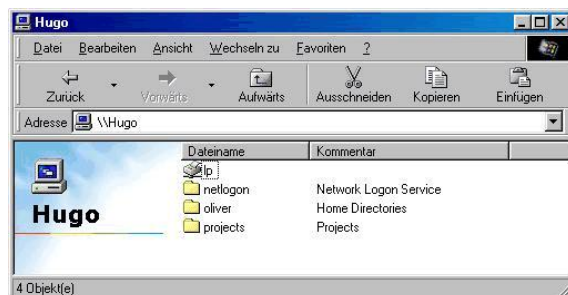 Hugo
Datei Bearbeiten Ansicht Wechseln zu Favoriten ?
Zurück Vorwärts Aufwärts Ausschneiden Kopieren Einfügen
Adresse \\Hugo
Dateiname Kommentar
lp
netlogon Network Logon Service
oliver Home Directories
projects Projects
Hugo
4 Objekt(e)